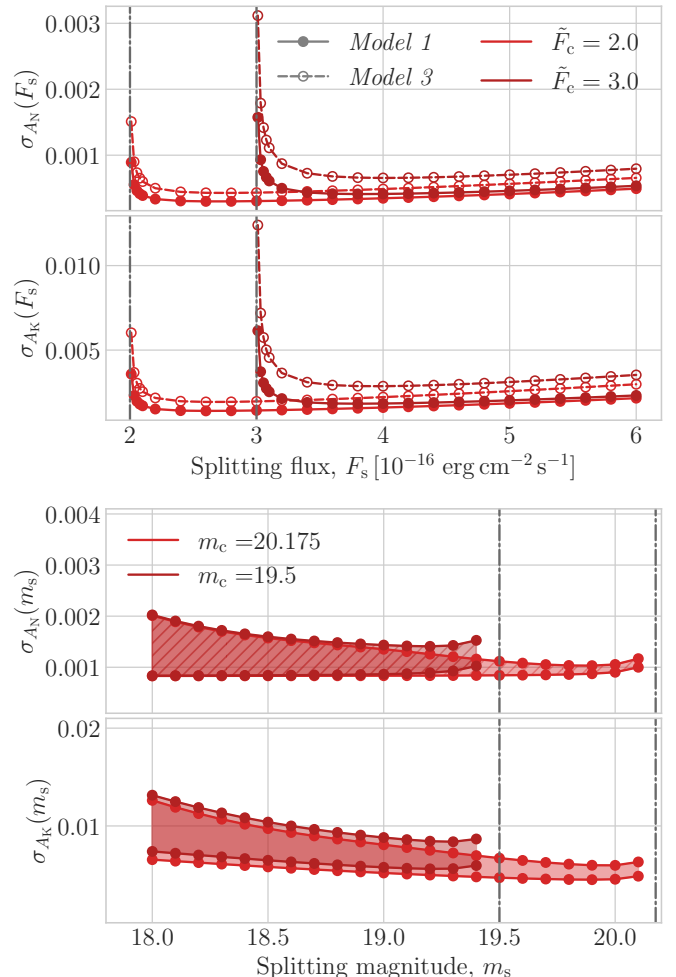 0.003
0.002
0.001
σ_{A_N}(F_s)
Model 1
Model 3
F̃_c = 2.0
F̃_c = 3.0
0.010
0.005
σ_{A_K}(F_s)
2 3 4 5 6
Splitting flux, F_s [10^{−16} erg cm^{−2} s^{−1}]
0.004
0.003
0.002
0.001
σ_{A_N}(m_s)
m_c =20.175
m_c =19.5
0.02
0.01
σ_{A_K}(m_s)
18.0 18.5 19.0 19.5 20.0
Splitting magnitude, m_s